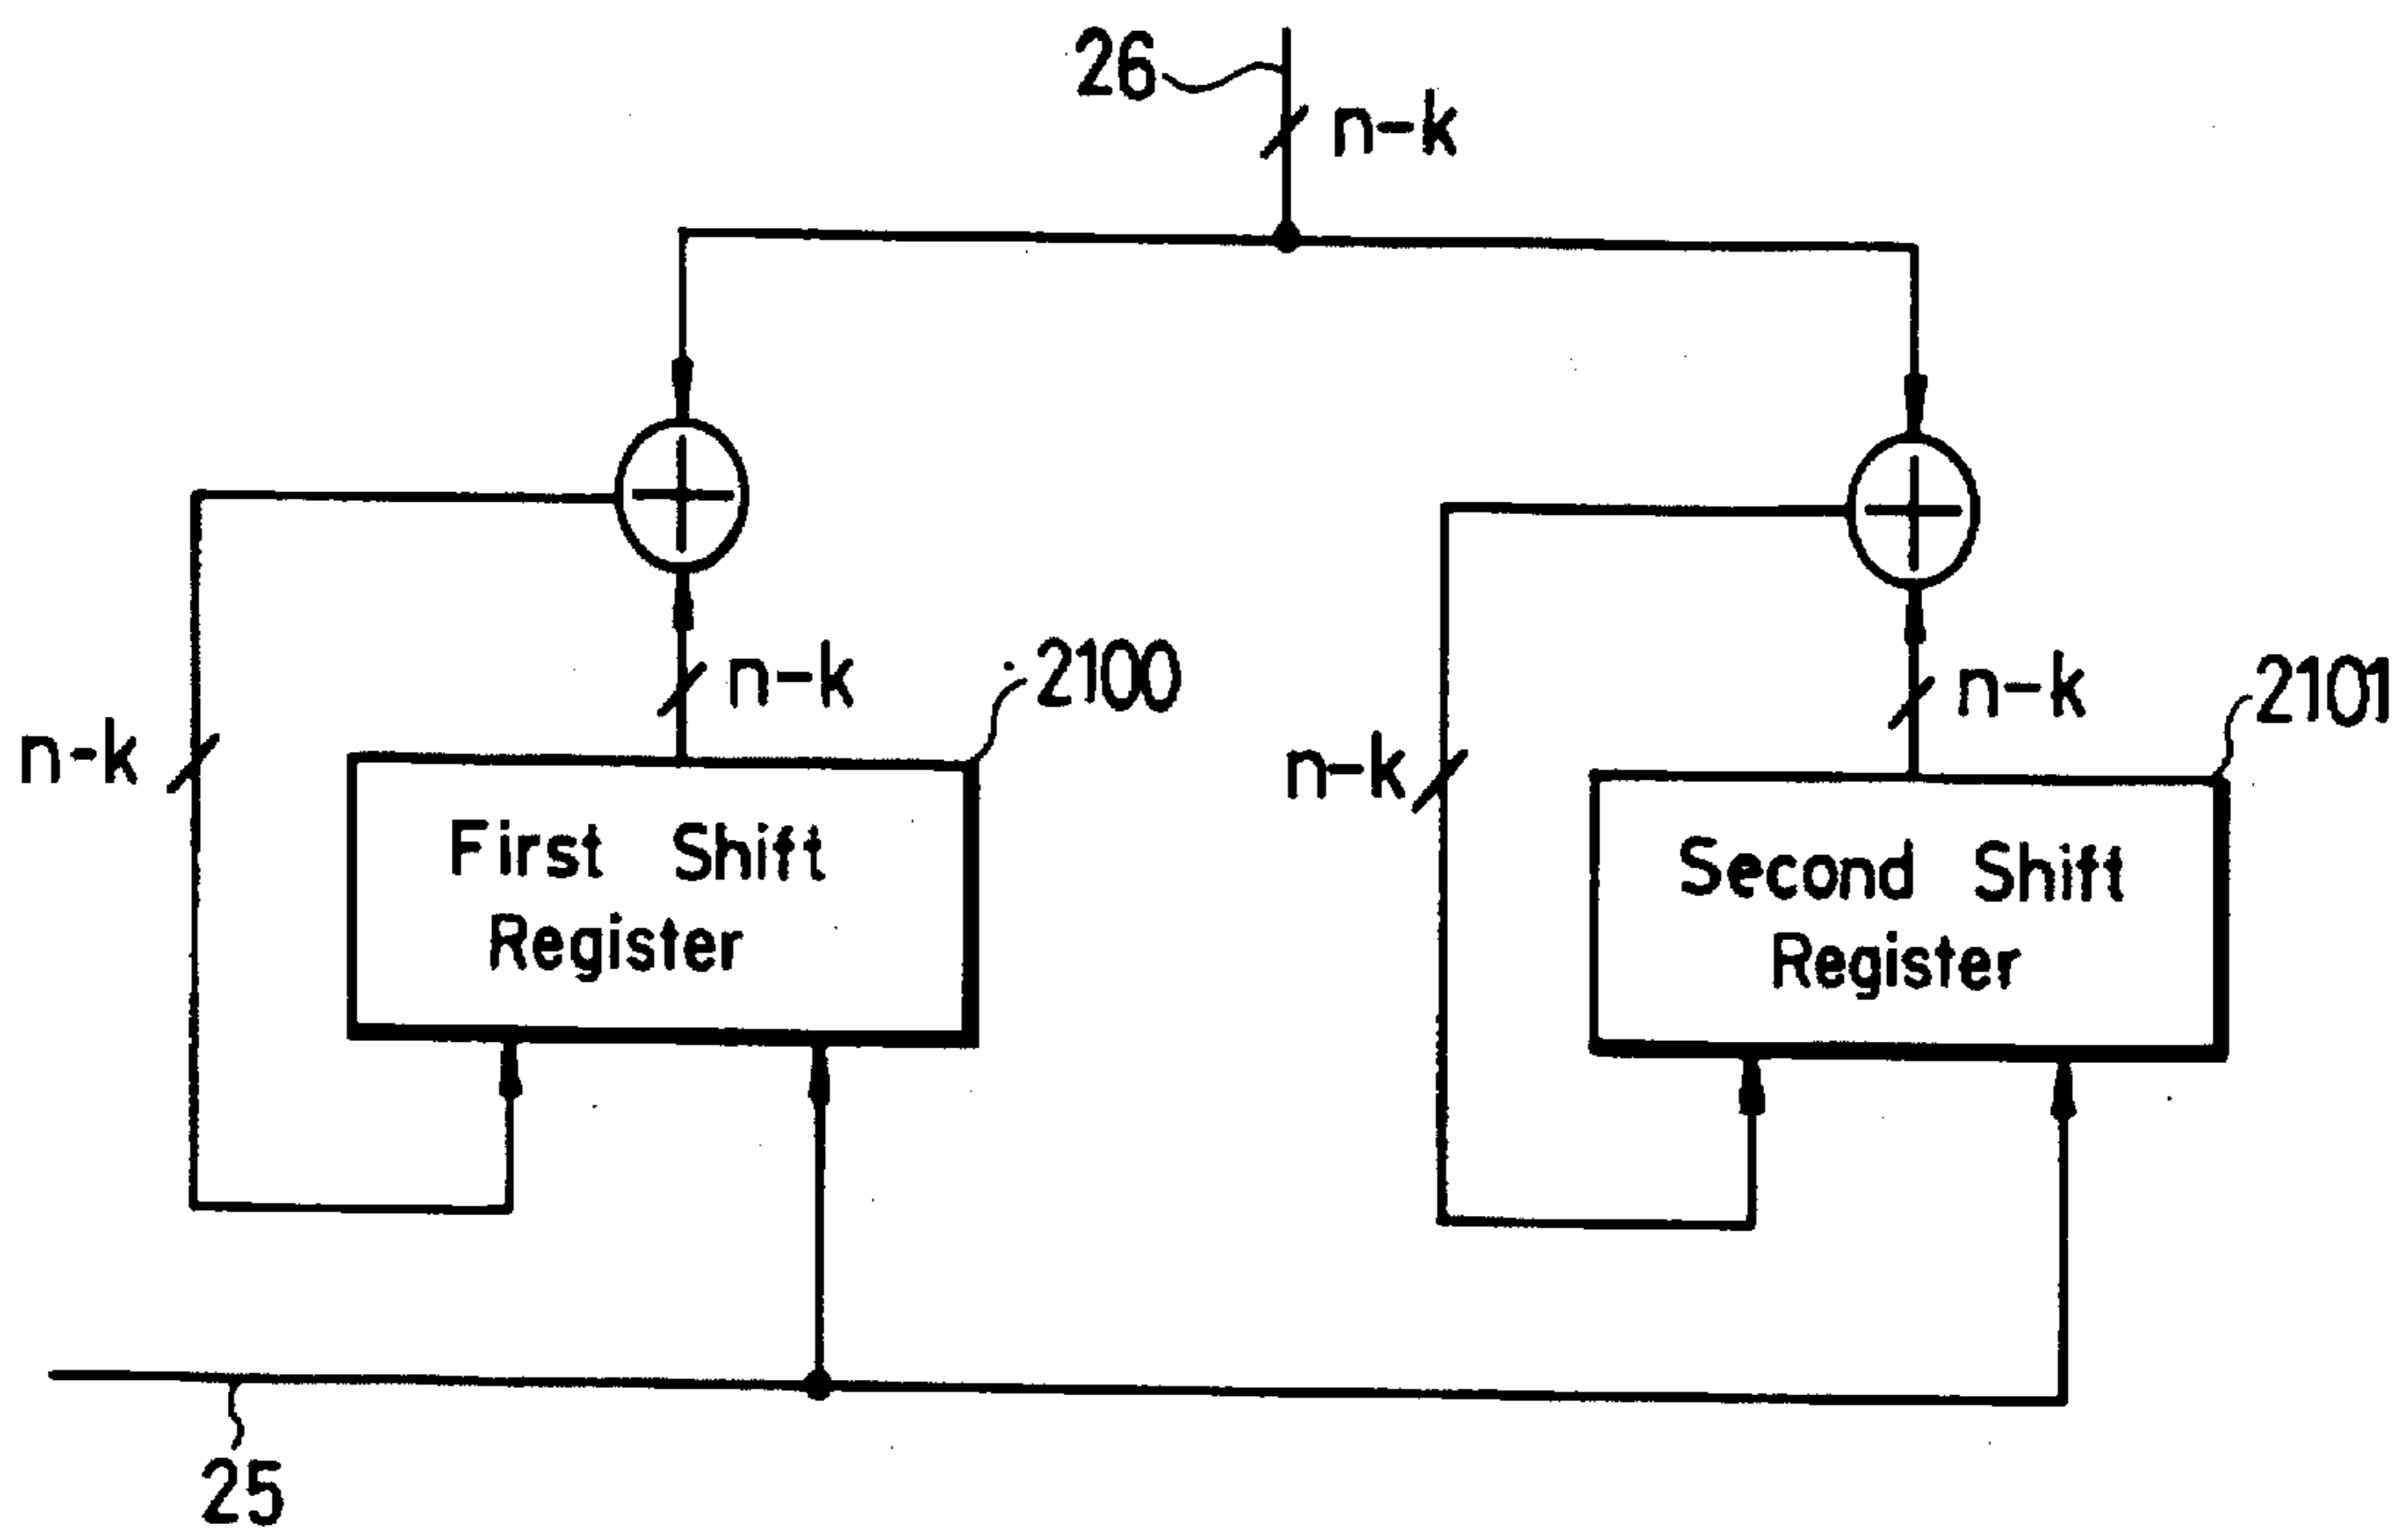 26
n-k
n-k
2100
n-k
2101
n-k
n-k
First Shift
Register
Second Shift
Register
25